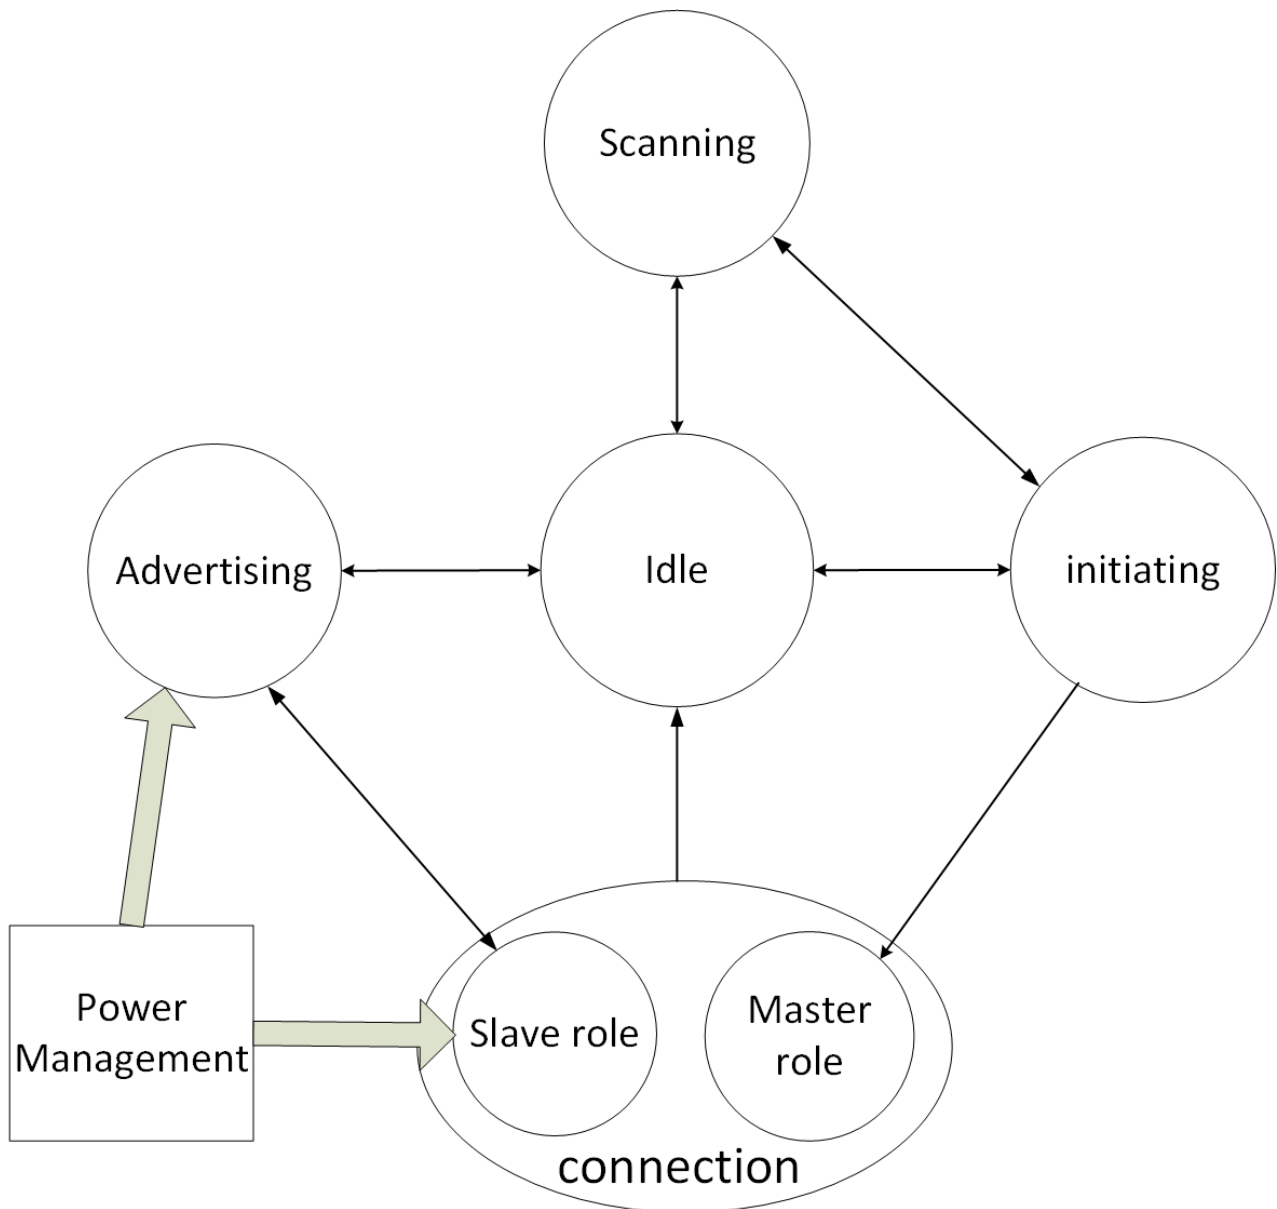 Scanning
Advertising
Idle
initiating
Power
Management
Slave role
Master
role
connection